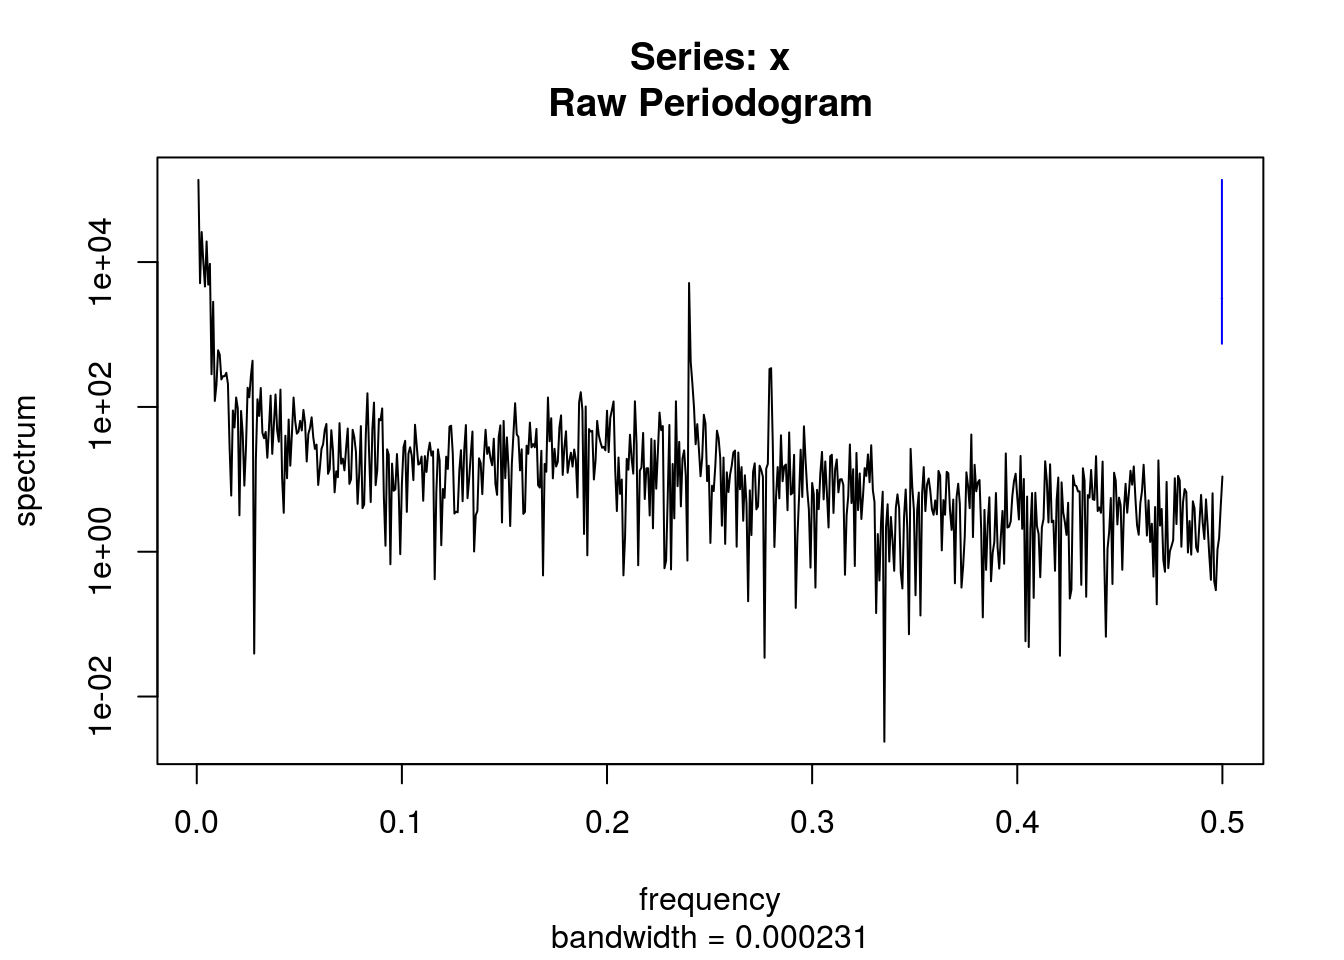 Series: x
Raw Periodogram
spectrum
1e+04
1e+02
1e+00
1e-02
0.0 0.1 0.2 0.3 0.4 0.5
frequency
bandwidth = 0.000231